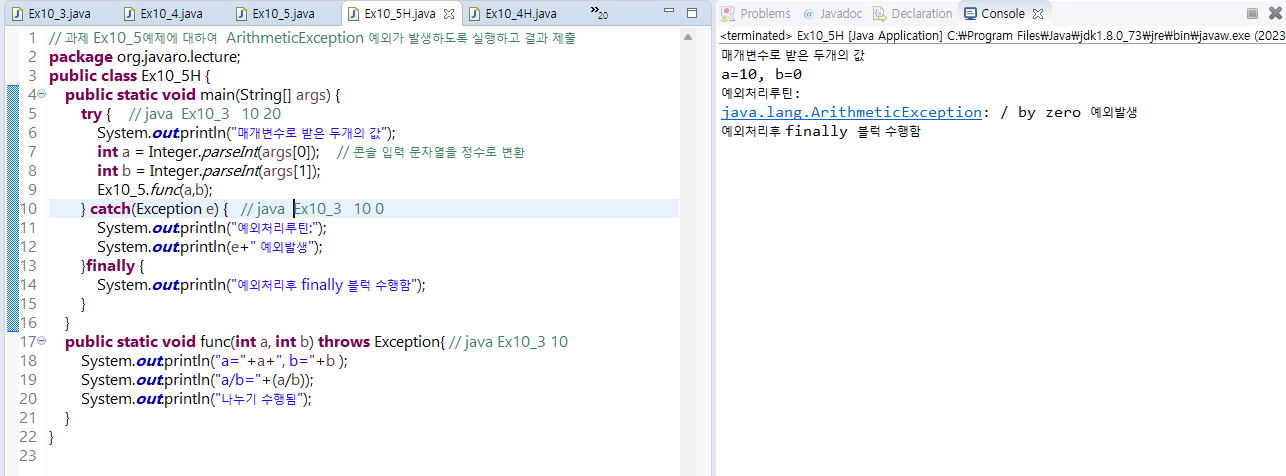 Ex10_3.java Ex10_4.java Ex10_5.java Ex10_5H.java Ex10_4H.java »20
1 // 과제 Ex10_5예제에 대하여 ArithmeticException 예외가 발생하도록 실행하고 결과 제출
2 package org.javaro.lecture;
3 public class Ex10_5H {
4 public static void main(String[] args) {
5 try { // java Ex10_3 10 20
6 System.out.println("매개변수로 받은 두개의 값");
7 int a = Integer.parseInt(args[0]); // 콘솔 입력 문자열을 정수로 변환
8 int b = Integer.parseInt(args[1]);
9 Ex10_5.func(a,b);
10 } catch(Exception e) { // java Ex10_3 10 0
11 System.out.println("예외처리루틴:");
12 System.out.println(e+" 예외발생");
13 }finally {
14 System.out.println("예외처리후 finally 블럭 수행함");
15 }
16 }
17 public static void func(int a, int b) throws Exception{ // java Ex10_3 10
18 System.out.println("a="+a+", b="+b );
19 System.out.println("a/b="+(a/b));
20 System.out.println("나누기 수행됨");
21 }
22 }
23
Problems @ Javadoc Declaration Console
<terminated> Ex10_5H [Java Application] C:₩Program Files₩Java₩jdk1.8.0_73₩jre₩bin₩javaw.exe (2023
매개변수로 받은 두개의 값
a=10, b=0
예외처리루틴:
java.lang.ArithmeticException: / by zero 예외발생
예외처리후 finally 블럭 수행함